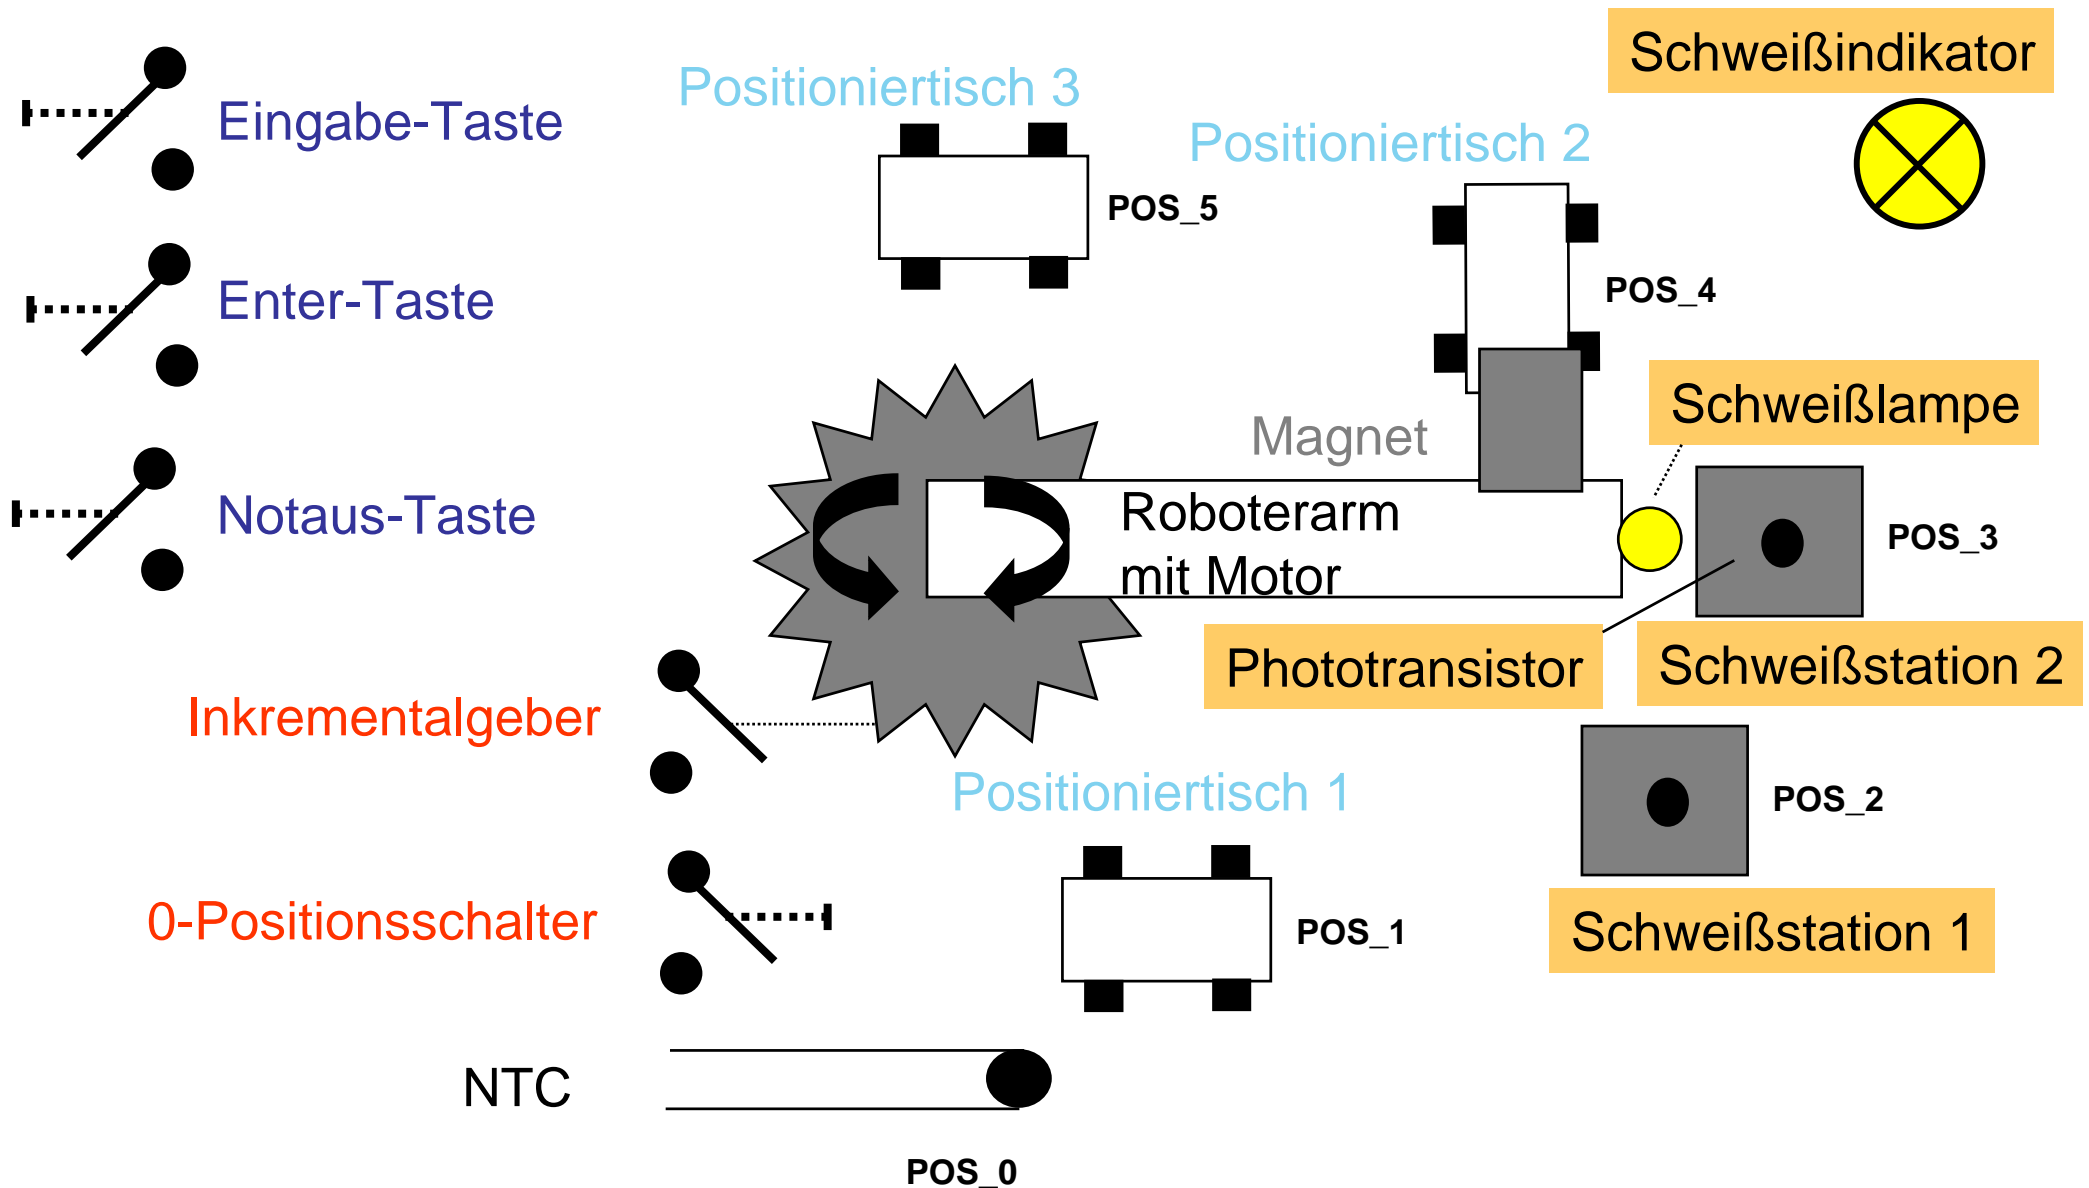 Schweißindikator
Positioniertisch 3
Eingabe-Taste
Positioniertisch 2
POS_5
Enter-Taste
POS_4
Schweißlampe
Magnet
Notaus-Taste
Roboterarm
mit Motor
POS_3
Phototransistor
Schweißstation 2
Inkrementalgeber
Positioniertisch 1
POS_2
0-Positionsschalter
POS_1
Schweißstation 1
NTC
POS_0